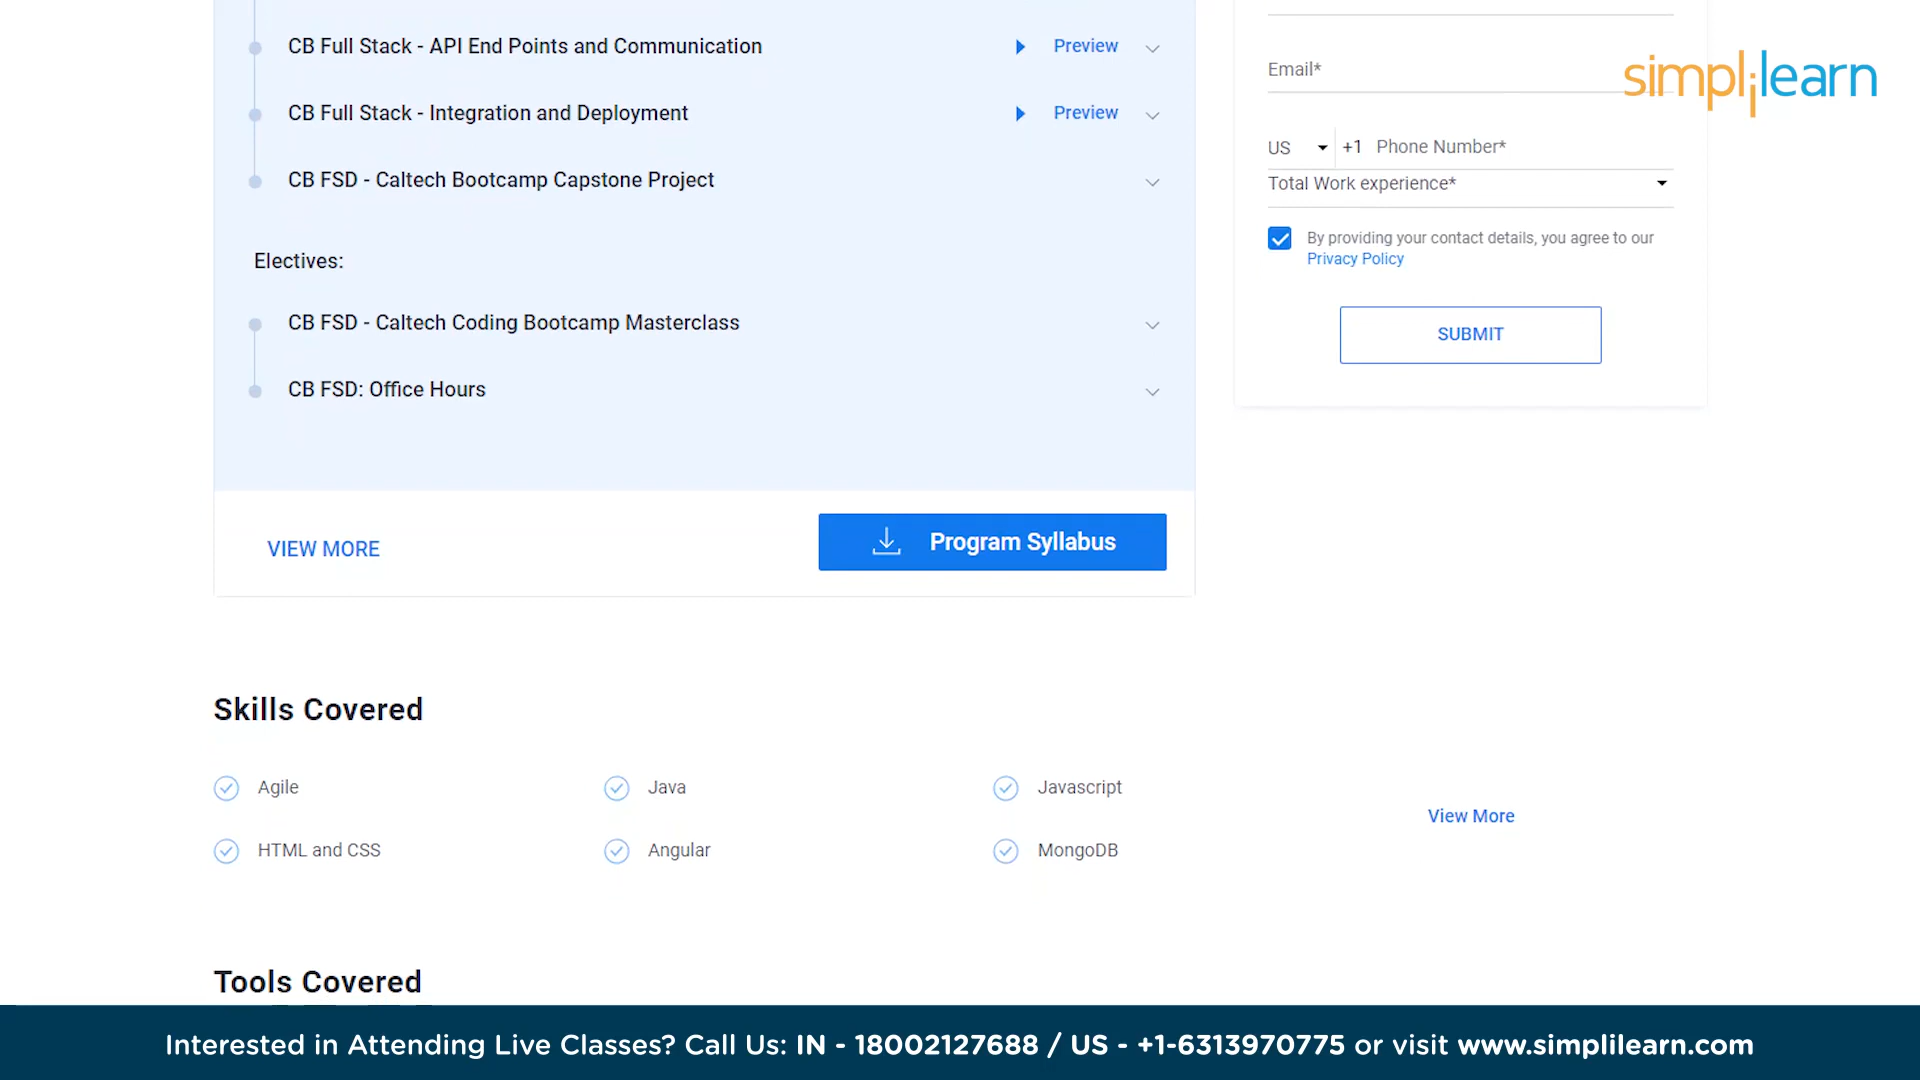 CB Full Stack - API End Points and Communication
Preview
CB Full Stack - Integration and Deployment
Preview
CB FSD - Caltech Bootcamp Capstone Project
Electives:
CB FSD - Caltech Coding Bootcamp Masterclass
CB FSD: Office Hours
VIEW MORE
Program Syllabus
simplilearn
Email*
US +1 Phone Number*
Total Work experience*
By providing your contact details, you agree to our
Privacy Policy
SUBMIT
Skills Covered
Agile
Java
Javascript
HTML and CSS
Angular
MongoDB
View More
Tools Covered
Interested in Attending Live Classes? Call Us: IN - 18002127688 / US - +1-6313970775 or visit www.simplilearn.com